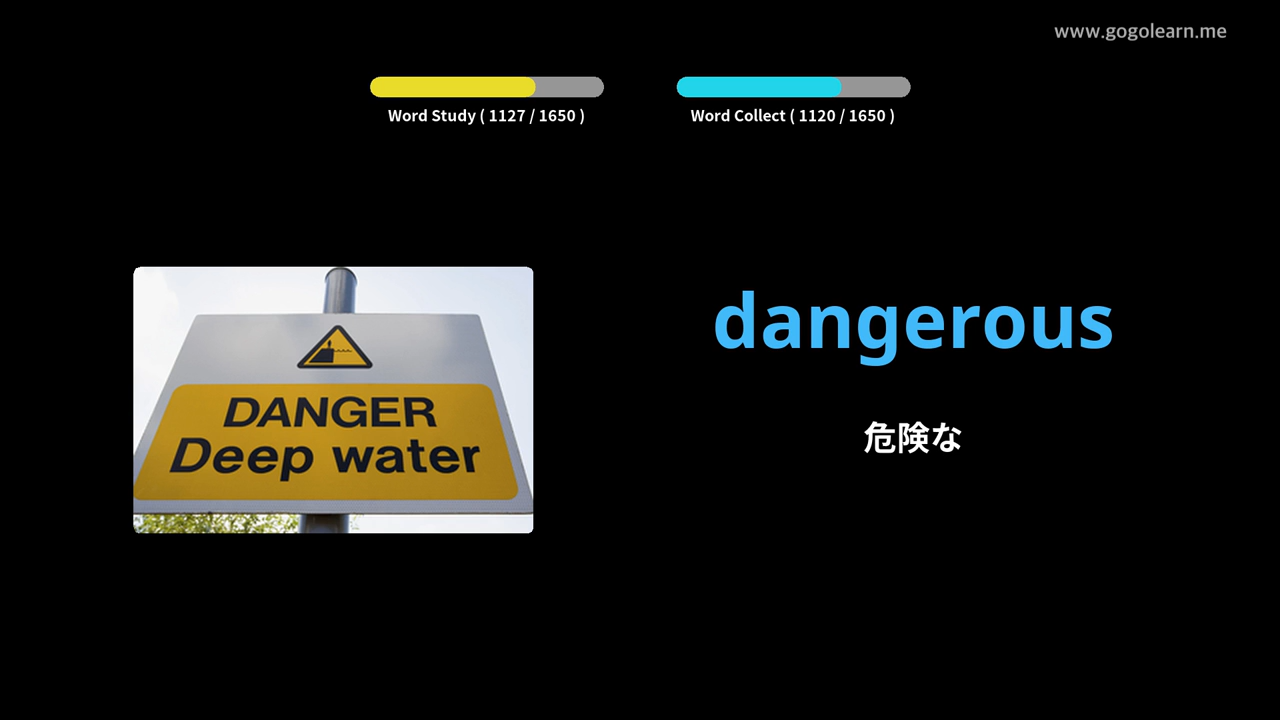 www.gogolearn.me
Word Study ( 1127 / 1650 )
Word Collect ( 1120 / 1650 )
DANGER
Deep water
dangerous
危険な